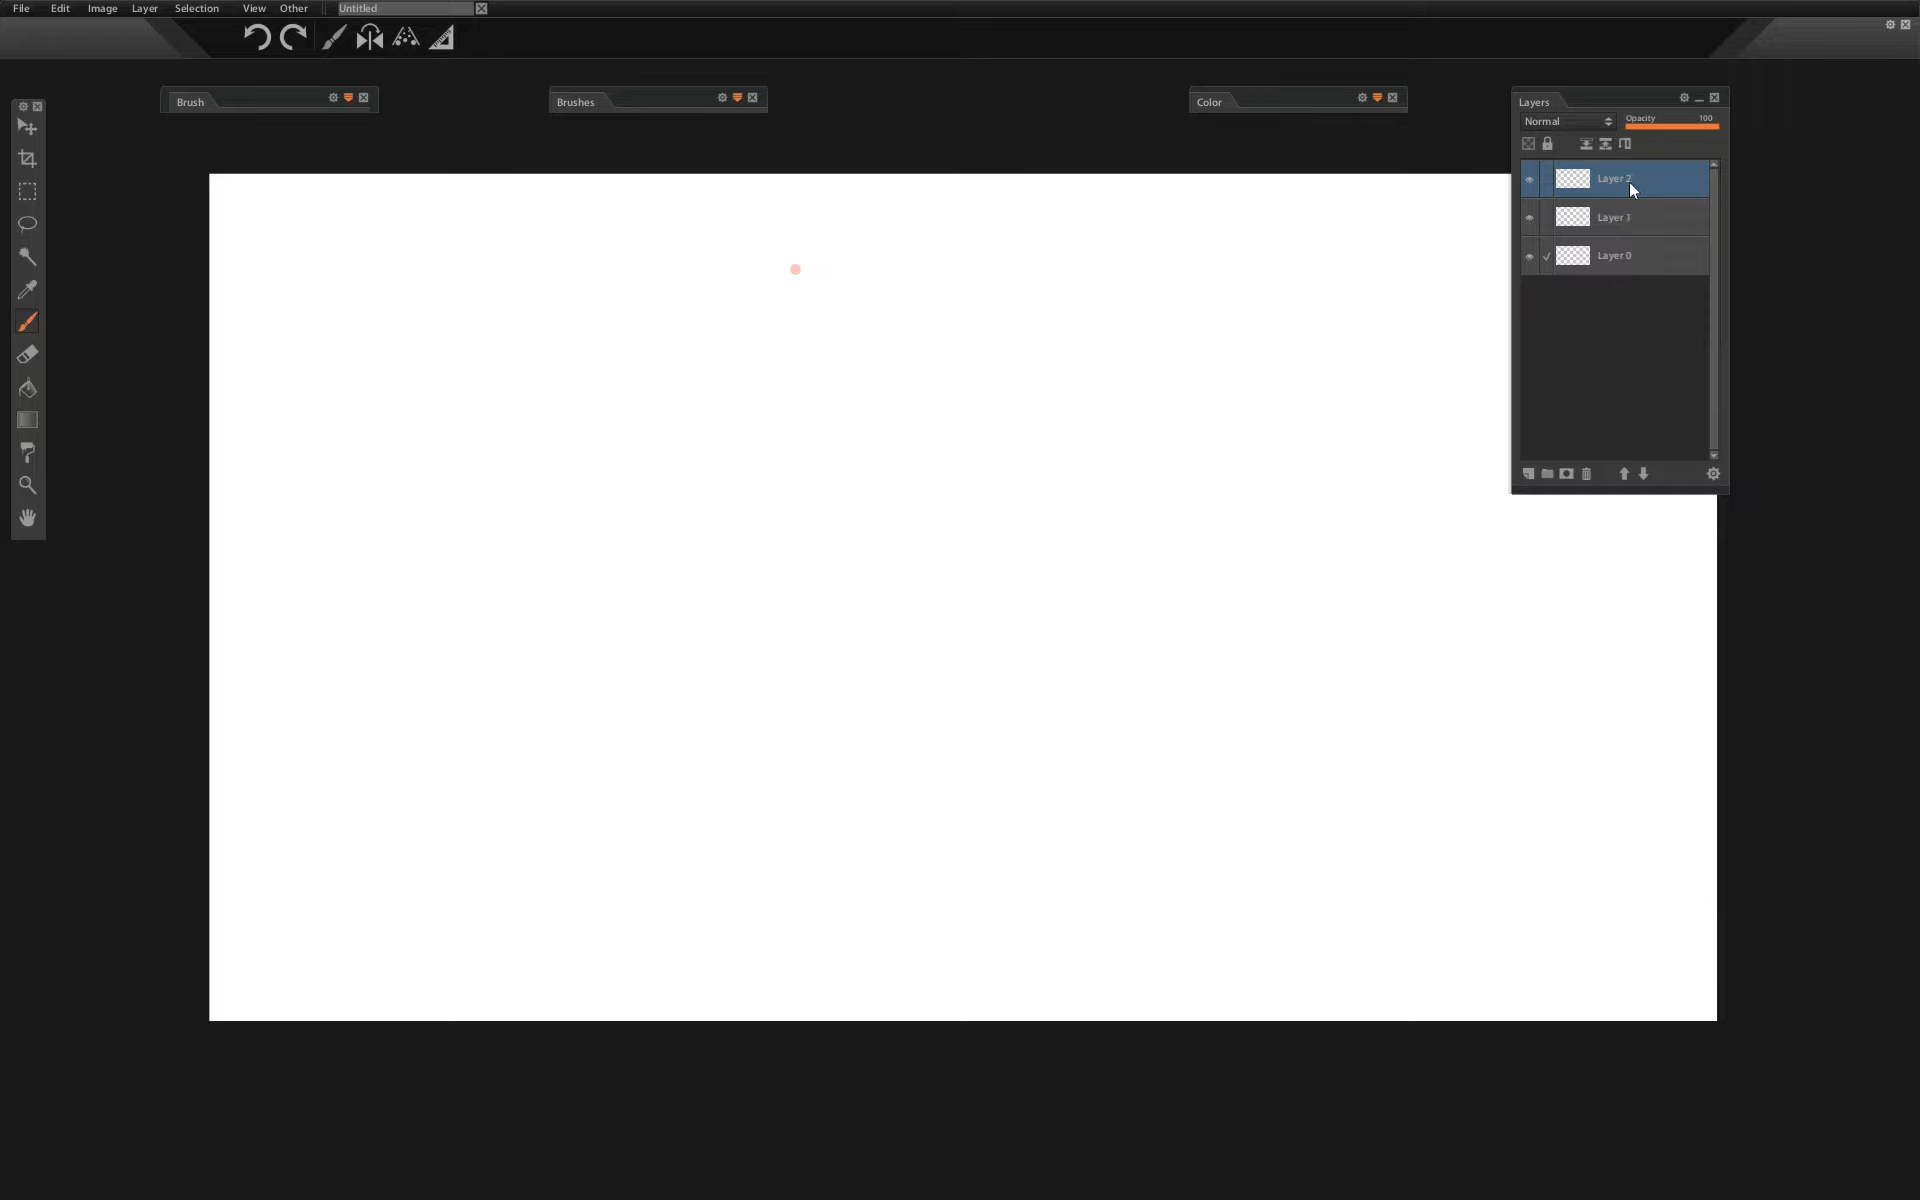 File Edit Image Layer Selection View Other Untitled
Brush
Brushes
Color
Layers
Normal
Opacity 100
Layer 2
Layer 1
Layer 0